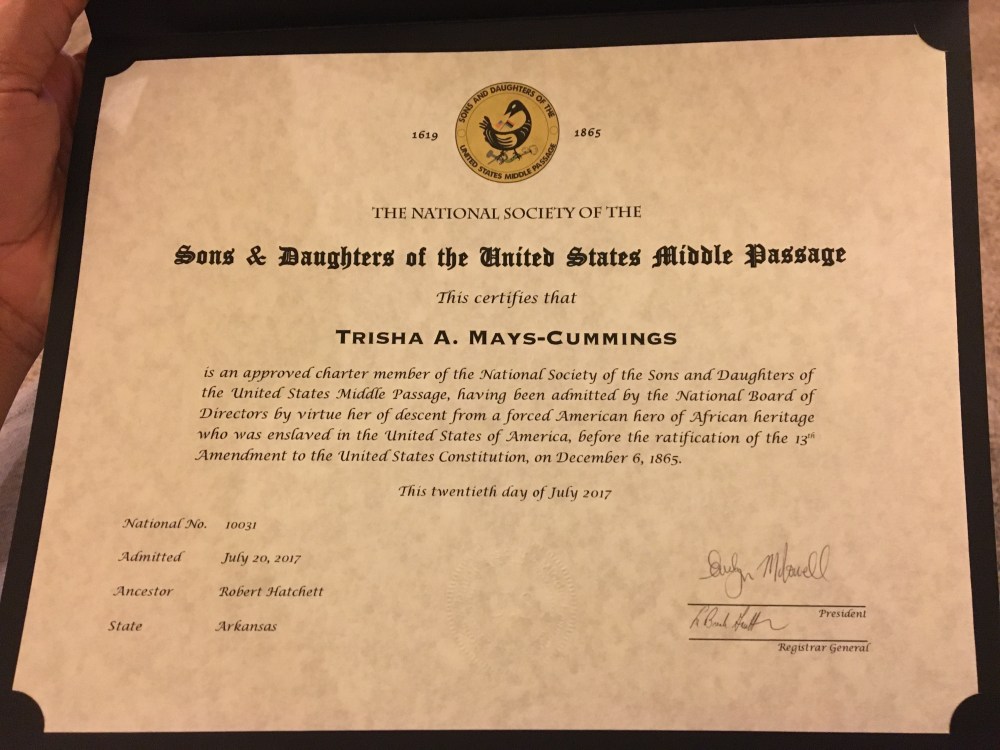 SONS AND DAUGHTERS OF THE
UNITED STATES MIDDLE PASSAGE
1619 1865
THE NATIONAL SOCIETY OF THE
Sons & Daughters of the United States Middle Passage
This certifies that
TRISHA A. MAYS-CUMMINGS
is an approved charter member of the National Society of the Sons and Daughters of
the United States Middle Passage, having been admitted by the National Board of
Directors by virtue her of descent from a forced American hero of African heritage
who was enslaved in the United States of America, before the ratification of the 13th
Amendment to the United States Constitution, on December 6, 1865.
This twentieth day of July 2017
National No. 10031
Admitted July 20, 2017
Ancestor Robert Hatchett
State Arkansas
President
Registrar General